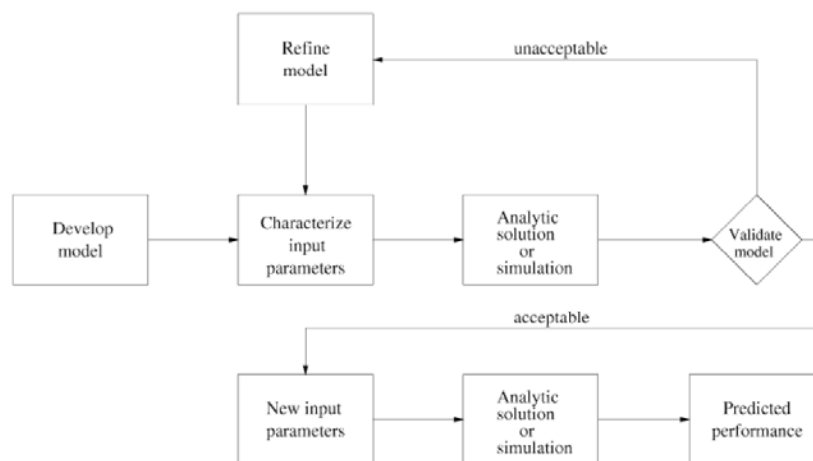 Refine
model
unacceptable
Develop
model
Characterize
input
parameters
Analytic
solution
or
simulation
Validate
model
acceptable
New input
parameters
Analytic
solution
or
simulation
Predicted
performance